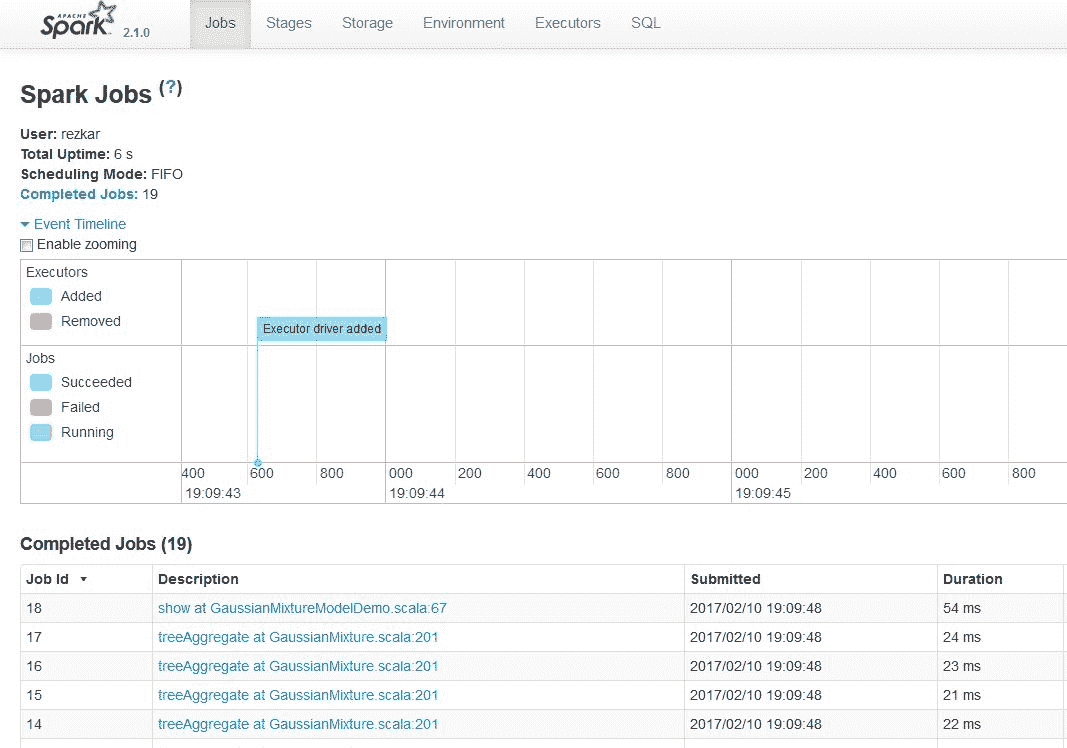 APACHE
Spark 2.1.0 Jobs Stages Storage Environment Executors SQL
Spark Jobs (?)
User: rezkar
Total Uptime: 6 s
Scheduling Mode: FIFO
Completed Jobs: 19
Event Timeline
Enable zooming
Executors
Added
Removed
Executor driver added
Jobs
Succeeded
Failed
Running
400 600 800 000 200 400 600 800 000 200 400 600 800
19:09:43 19:09:44 19:09:45
Completed Jobs (19)
Job Id Description Submitted Duration
18 show at GaussianMixtureModelDemo.scala:67 2017/02/10 19:09:48 54 ms
17 treeAggregate at GaussianMixture.scala:201 2017/02/10 19:09:48 24 ms
16 treeAggregate at GaussianMixture.scala:201 2017/02/10 19:09:48 23 ms
15 treeAggregate at GaussianMixture.scala:201 2017/02/10 19:09:48 21 ms
14 treeAggregate at GaussianMixture.scala:201 2017/02/10 19:09:48 22 ms